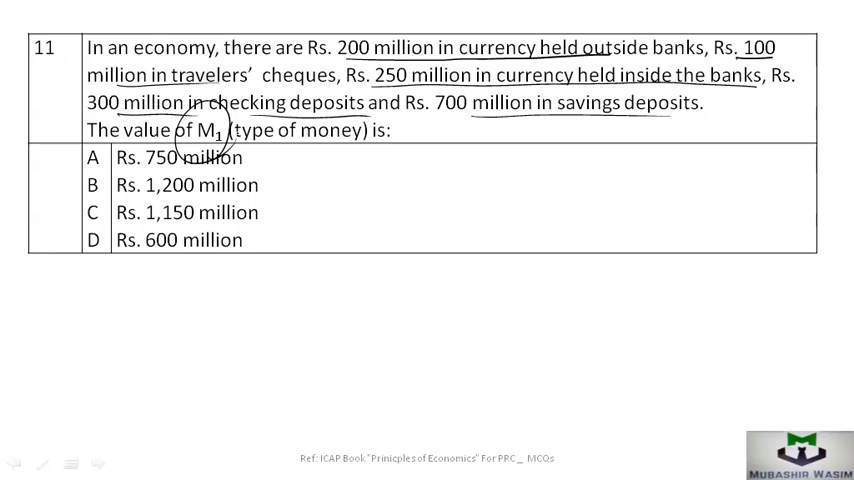 11 In an economy, there are Rs. 200 million in currency held outside banks, Rs. 100
million in travelers' cheques, Rs. 250 million in currency held inside the banks, Rs.
300 million in checking deposits and Rs. 700 million in savings deposits.
The value of M₁ (type of money) is:
A Rs. 750 million
B Rs. 1,200 million
C Rs. 1,150 million
D Rs. 600 million
Ref: ICAP Book "Prinicples of Economics" For PRC_ MCQs
MUBASHIR WASIM